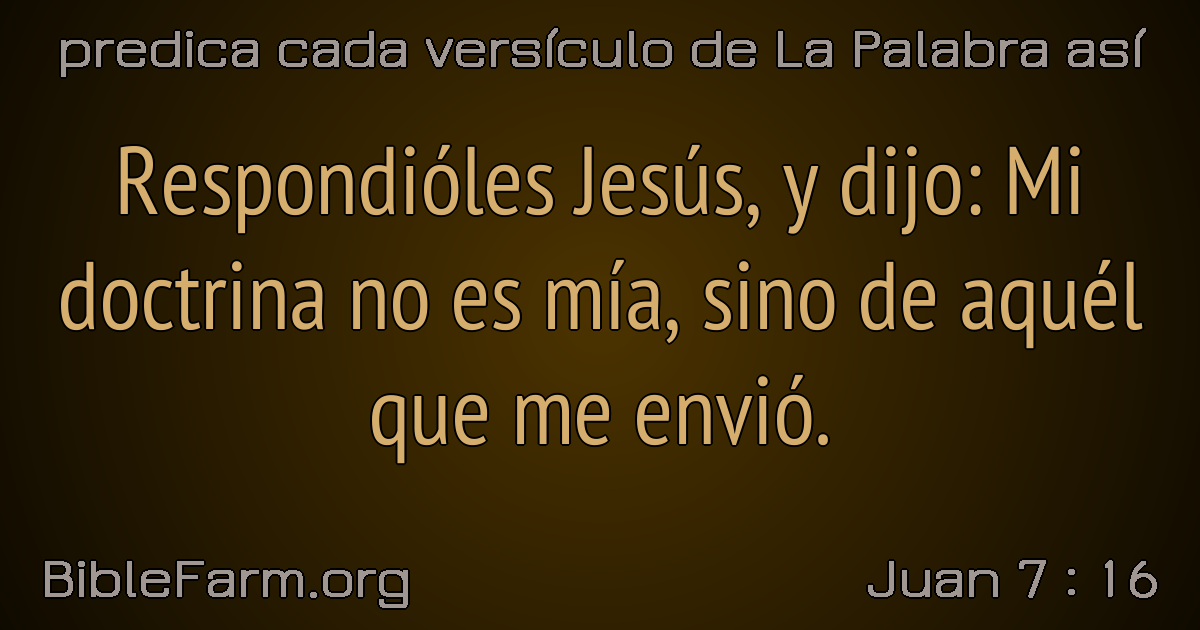 predica cada versículo de La Palabra así
Respondióles Jesús, y dijo: Mi
doctrina no es mía, sino de aquél
que me envió.
BibleFarm.org
Juan 7 : 16